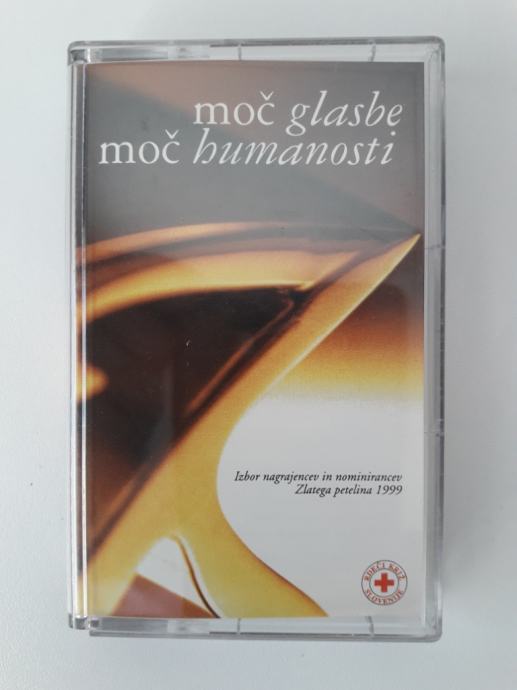 moč glasbe
moč humanosti
Izbor nagrajencev in nominirancev
Zlatega petelina 1999
RDEČI KRIŽ
SLOVENIJE